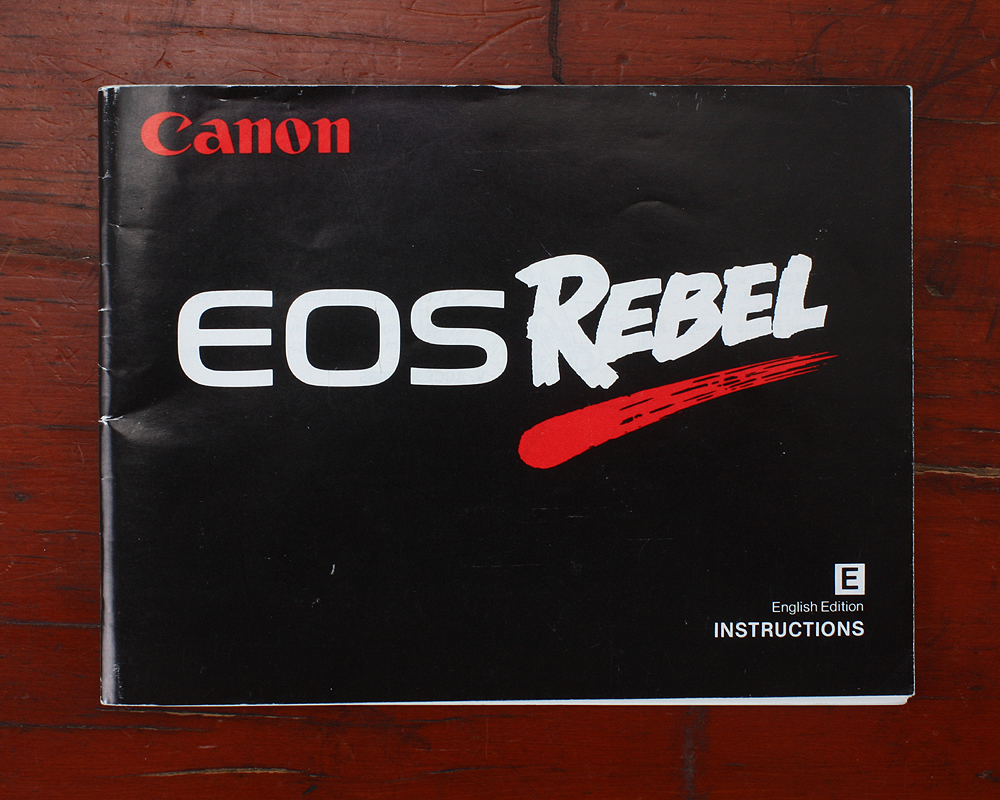 Canon
EOS REBEL
E
English Edition
INSTRUCTIONS